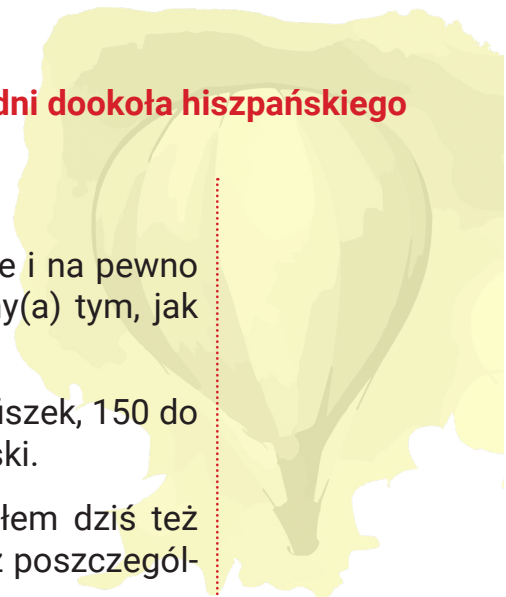 dni dookoła hiszpańskiego
e i na pewno
y(a) tym, jak
iszek, 150 do
ski.
łem dziś też
z poszczegól-